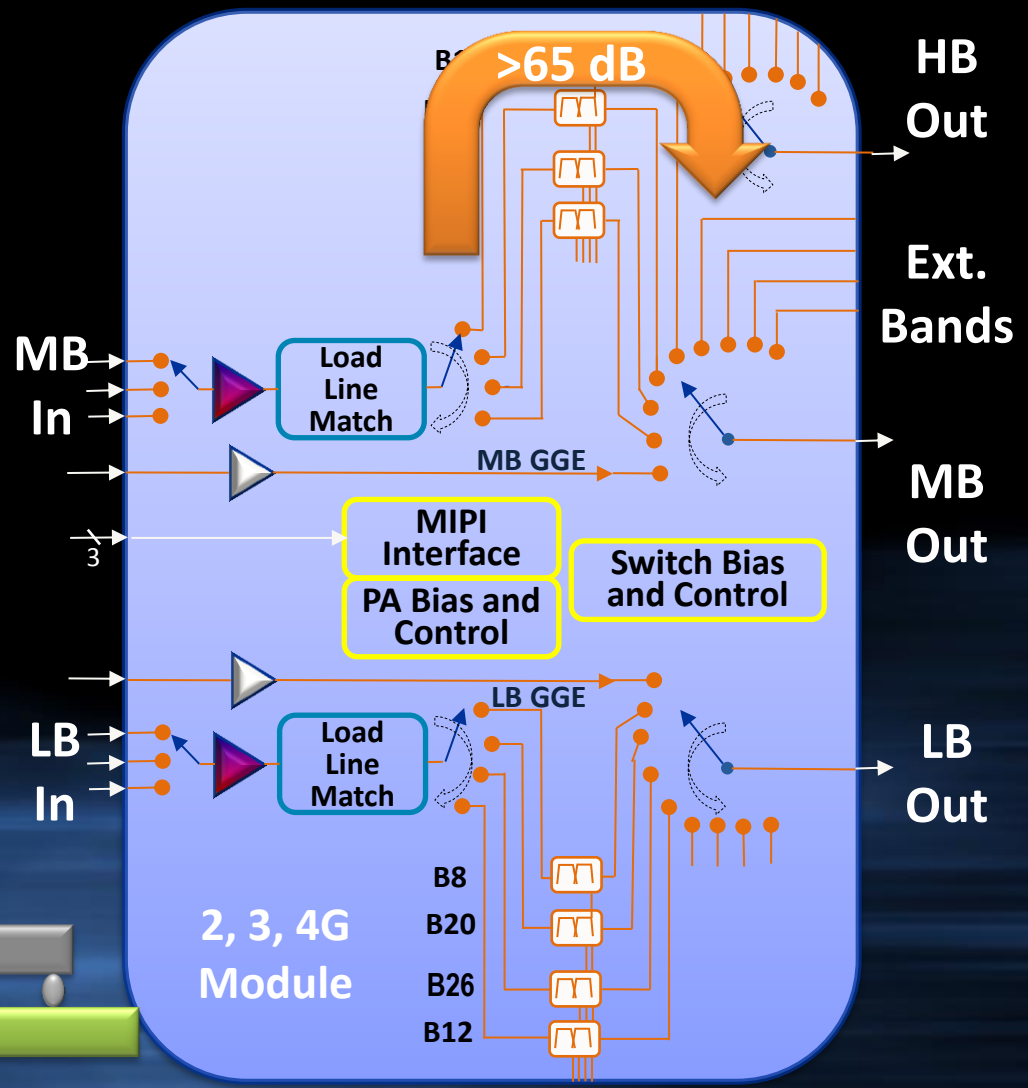 >65 dB
HB
Out
Ext.
Bands
MB
In
Load
Line
Match
MB GGE
MB
Out
3
MIPI
Interface
Switch Bias
and Control
PA Bias and
Control
LB GGE
LB
In
Load
Line
Match
LB
Out
B8
B20
B26
B12
2, 3, 4G
Module